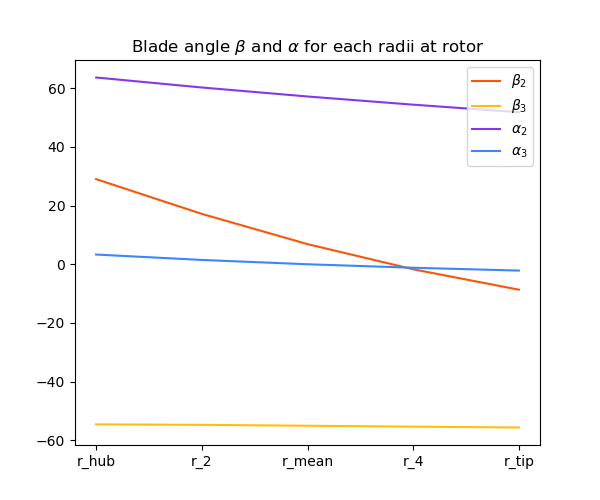 Blade angle β and α for each radii at rotor
β₂
β₃
α₂
α₃
60
40
20
0
−20
−40
−60
r_hub r_2 r_mean r_4 r_tip